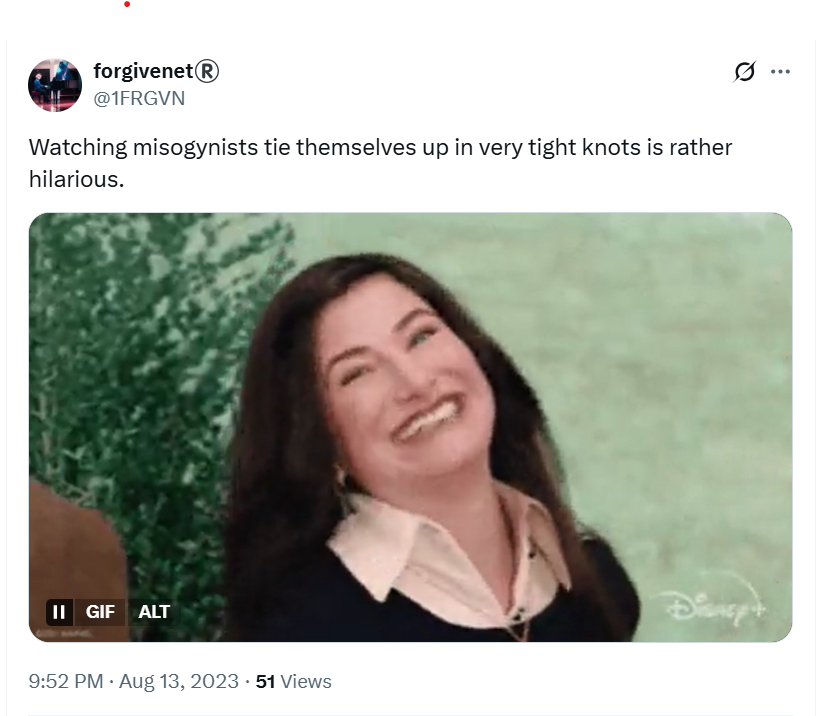 forgivenet®
@1FRGVN
Watching misogynists tie themselves up in very tight knots is rather
hilarious.
GIF ALT
Disney+
9:52 PM · Aug 13, 2023 · 51 Views